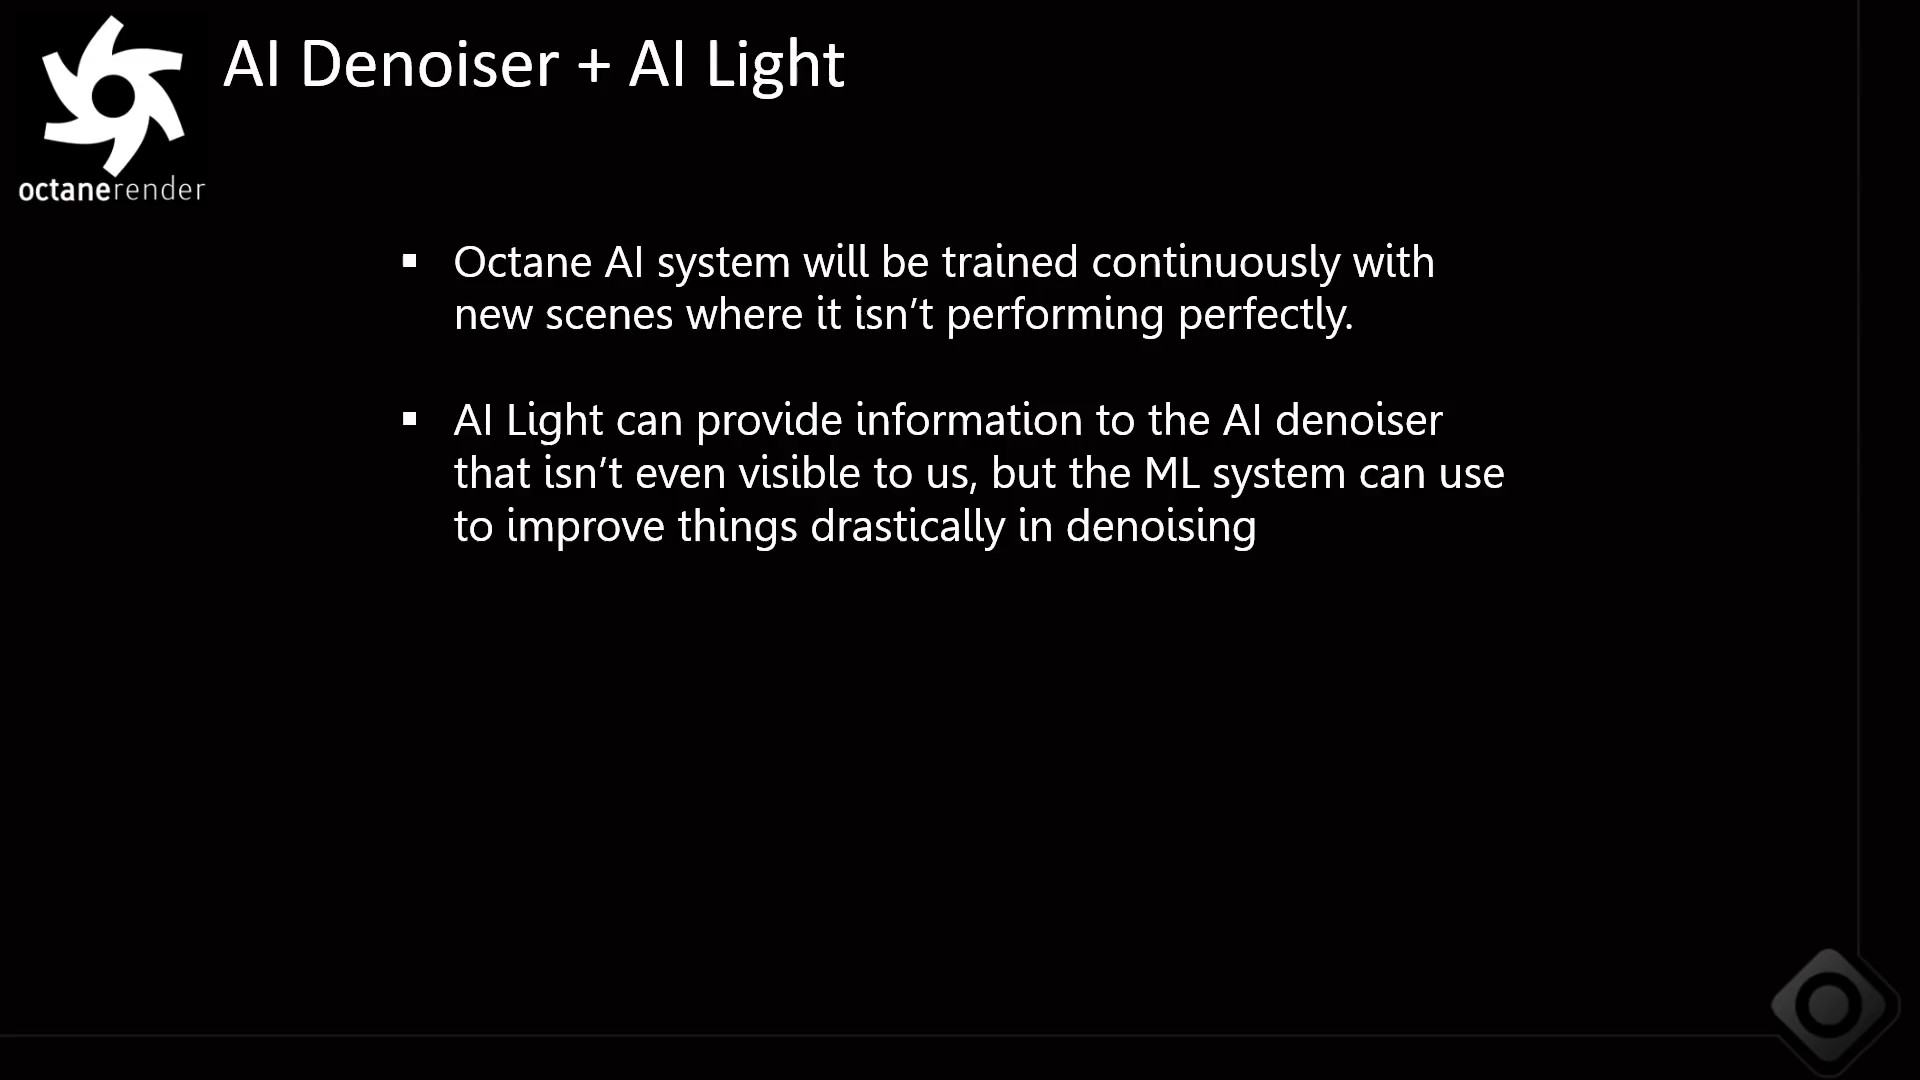 AI Denoiser + AI Light
octanerender
▪ Octane AI system will be trained continuously with
new scenes where it isn’t performing perfectly.
▪ AI Light can provide information to the AI denoiser
that isn’t even visible to us, but the ML system can use
to improve things drastically in denoising